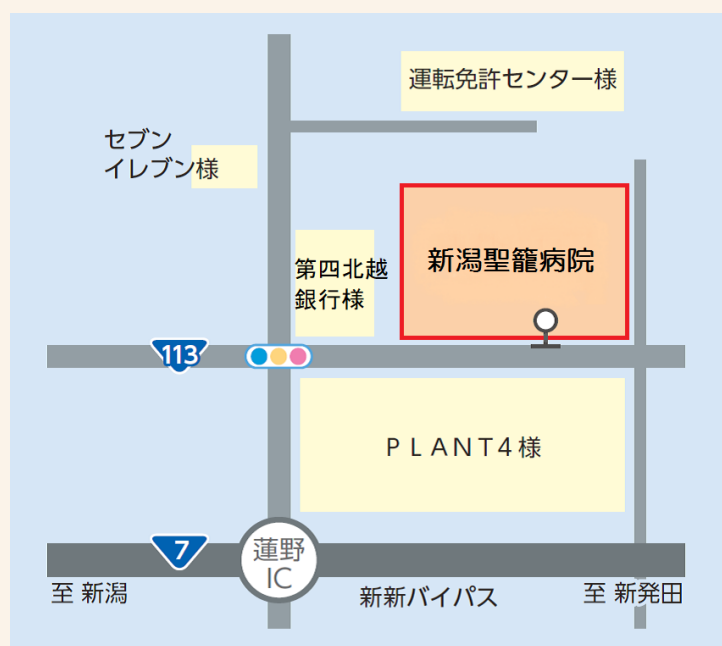 運転免許センター様
セブン
イレブン様
新潟聖籠病院
第四北越
銀行様
113
PLANT4様
7
蓮野
IC
至 新潟
新新バイパス
至 新発田